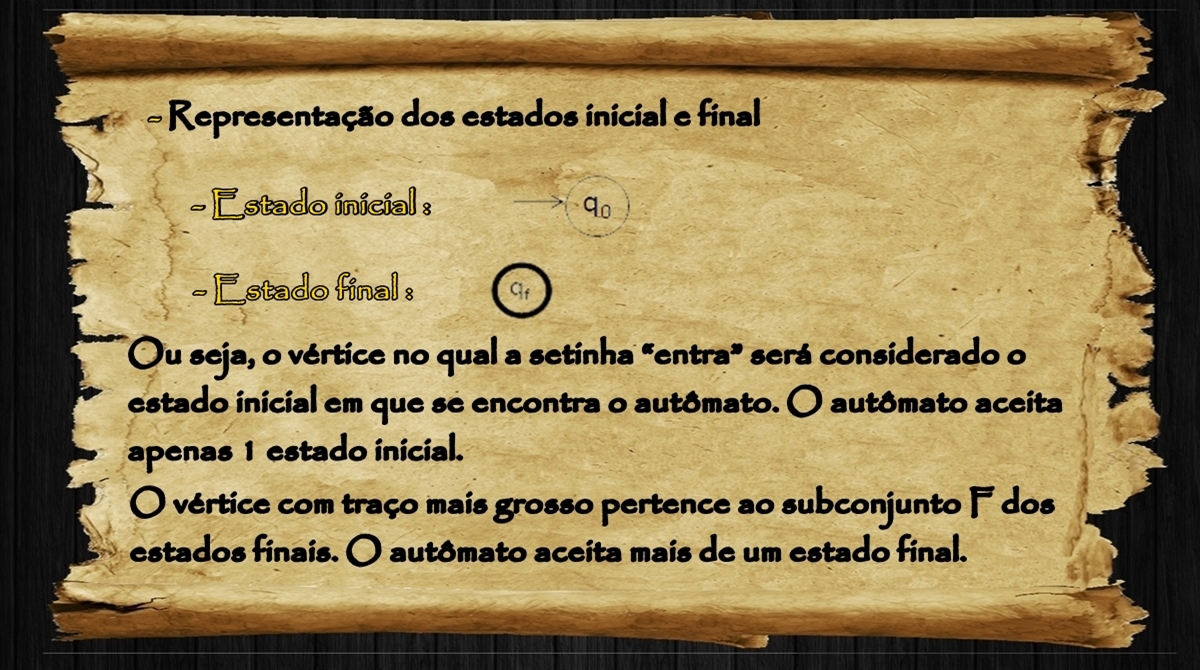 - Representação dos estados inicial e final
- Estado inicial : q0
- Estado final : qf
Ou seja, o vértice no qual a setinha “entra” será considerado o
estado inicial em que se encontra o autômato. O autômato aceita
apenas 1 estado inicial.
O vértice com traço mais grosso pertence ao subconjunto F dos
estados finais. O autômato aceita mais de um estado final.